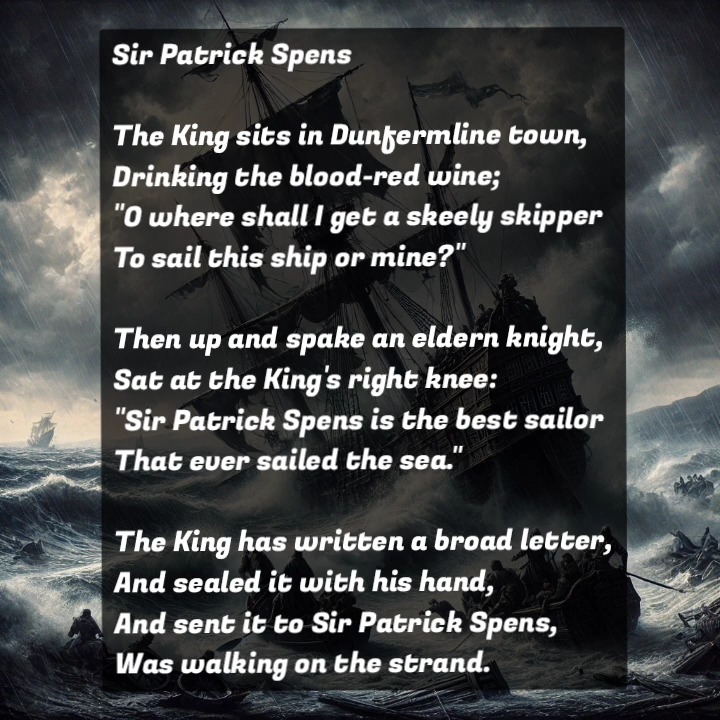 Sir Patrick Spens

The King sits in Dunfermline town,
Drinking the blood-red wine;
"O where shall I get a skeely skipper
To sail this ship or mine?"

Then up and spake an eldern knight,
Sat at the King's right knee:
"Sir Patrick Spens is the best sailor
That ever sailed the sea."

The King has written a broad letter,
And sealed it with his hand,
And sent it to Sir Patrick Spens,
Was walking on the strand.